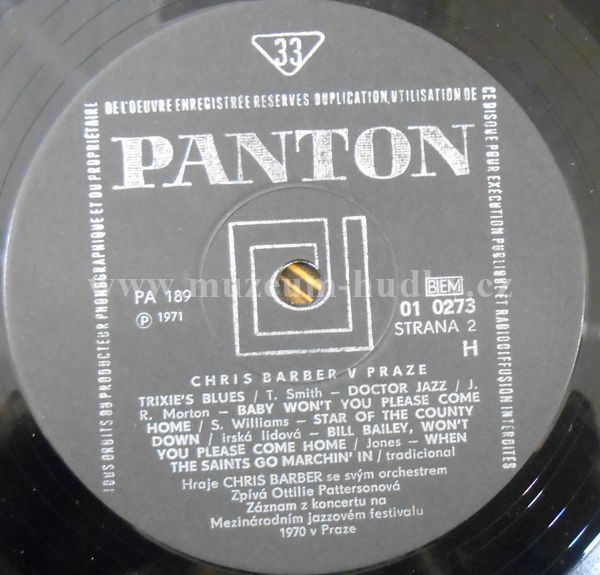 33
TOUS DROITS DU PRODUCTEUR PHONOGRAPHIQUE ET DU PROPRIETAIRE
DE L'OEUVRE ENREGISTREE RESERVES DUPLICATION, UTILISATION DE
CE DISQUE POUR EXECUTION PUBLIQUE ET RADIODIFFUSION INTERDITES
PANTON
www.muzeum-hudby.cz
PA 189
℗ 1971
BIEM
01 0273
STRANA 2
H
CHRIS BARBER V PRAZE
TRIXIE'S BLUES / T. Smith – DOCTOR JAZZ / J.
R. Morton – BABY WON'T YOU PLEASE COME
HOME / S. Williams – STAR OF THE COUNTY
DOWN / irská lidová – BILL BAILEY, WON'T
YOU PLEASE COME HOME / Jones – WHEN
THE SAINTS GO MARCHIN' IN / tradicional
Hraje CHRIS BARBER se svým orchestrem
Zpívá Ottilie Pattersonová
Záznam z koncertu na
Mezinárodním jazzovém festivalu
1970 v Praze